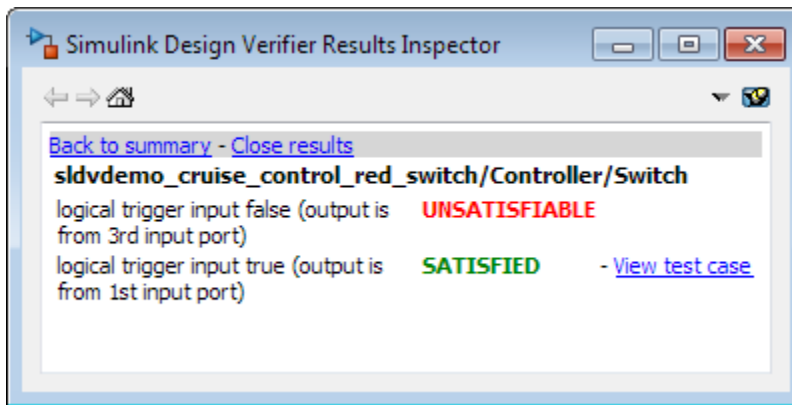 Simulink Design Verifier Results Inspector
Back to summary - Close results
sldvdemo_cruise_control_red_switch/Controller/Switch
logical trigger input false (output is UNSATISFIABLE
from 3rd input port)
logical trigger input true (output is SATISFIED - View test case
from 1st input port)